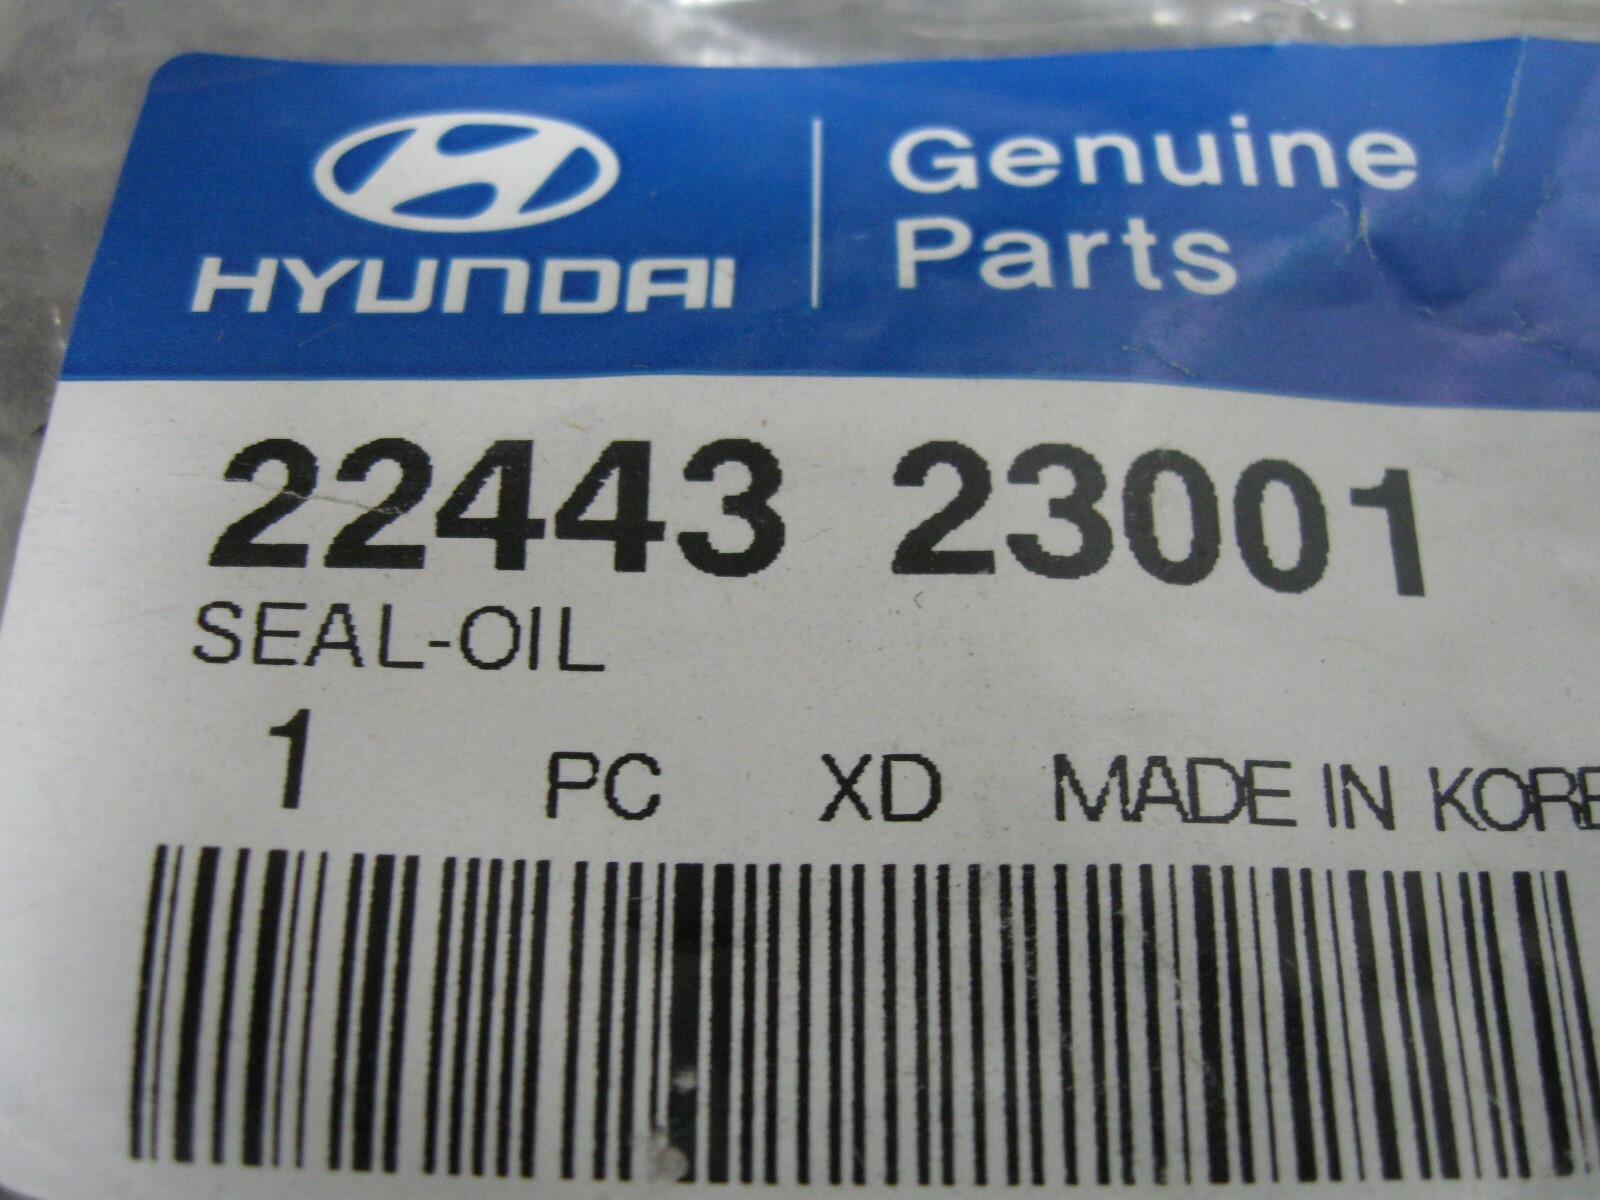 HYUNDAI
Genuine
Parts
22443 23001
SEAL-OIL
1 PC XD MADE IN KORE